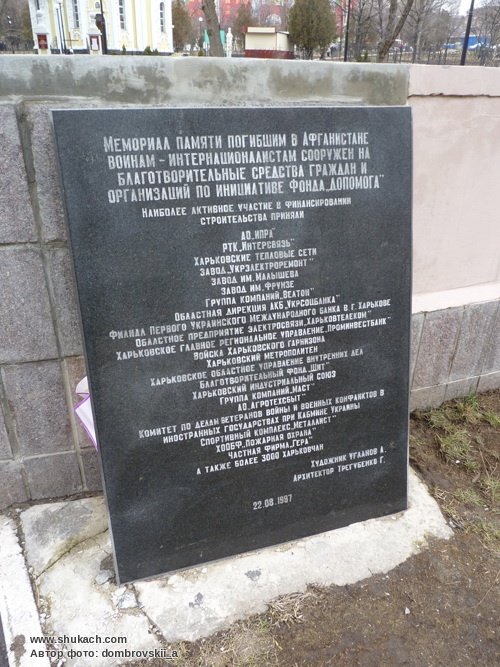 Мемориал памяти погибшим в Афганистане
воинам - интернационалистам сооружен на
благотворительные средства граждан и
организаций по инициативе фонда „Допомога"
Наиболее активное участие в финансировании
строительства приняли
АО „ИПРА"
РТК „Интерсвязь"
Харьковские тепловые сети
Завод „Укрэлектроремонт"
Завод им. Малышева
Завод им. Фрунзе
Группа компаний „Велтон"
Областная дирекция АКБ „Укрсоцбанка"
Филиал Первого Украинского Международного банка в г. Харькове
Областное предприятие электросвязи „Харьковтелеком"
Харьковское главное региональное управление „Проминвестбанк"
Войска Харьковского гарнизона
Харьковский метрополитен
Харьковское областное управление внутренних дел
Благотворительный фонд „Щит"
Харьковский индустриальный союз
Группа компаний „Маст"
АО „Агротехсбыт"
Комитет по делам ветеранов войны и военных конфликтов в
иностранных государствах при Кабмине Украины
Спортивный комплекс „Металист"
ХООБФ „Пожарная охрана"
Частная фирма „Гера"
а также более 3000 харьковчан
Художник Угланов А.
Архитектор Трегубенко Г.
22.08.1997
www.shukach.com
Автор фото: dombrovskii_a